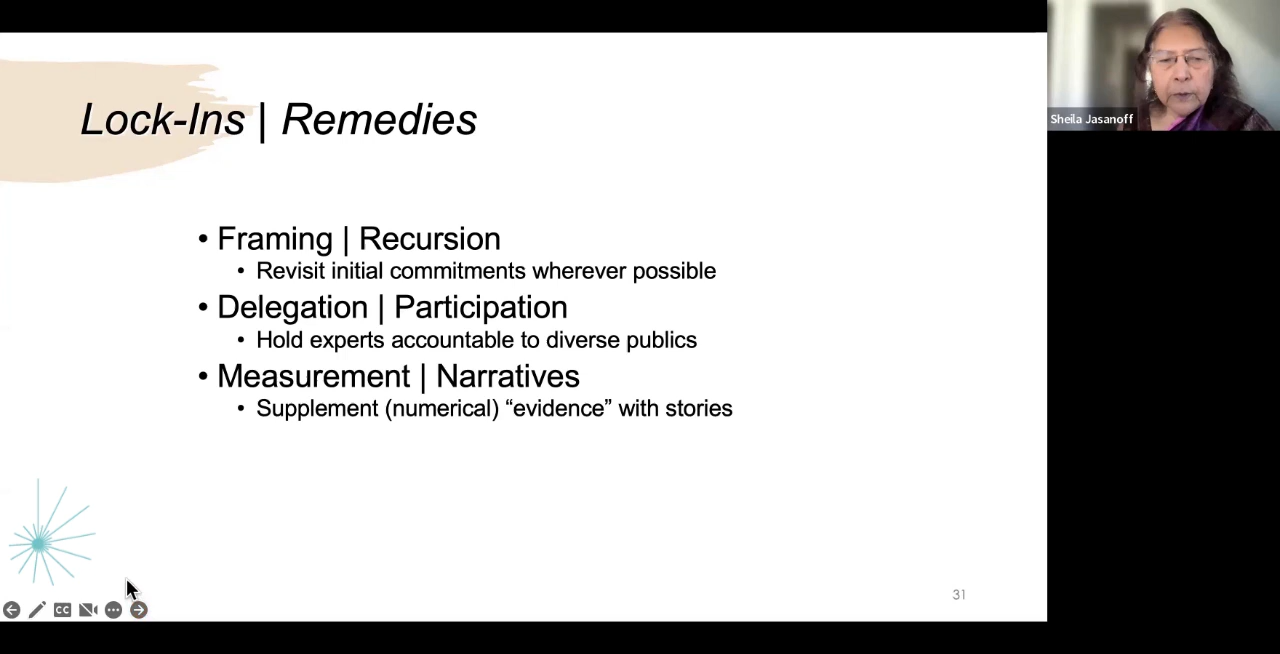 Lock-Ins | Remedies
• Framing | Recursion
• Revisit initial commitments wherever possible
• Delegation | Participation
• Hold experts accountable to diverse publics
• Measurement | Narratives
• Supplement (numerical) “evidence” with stories
31
CC
Sheila Jasanoff